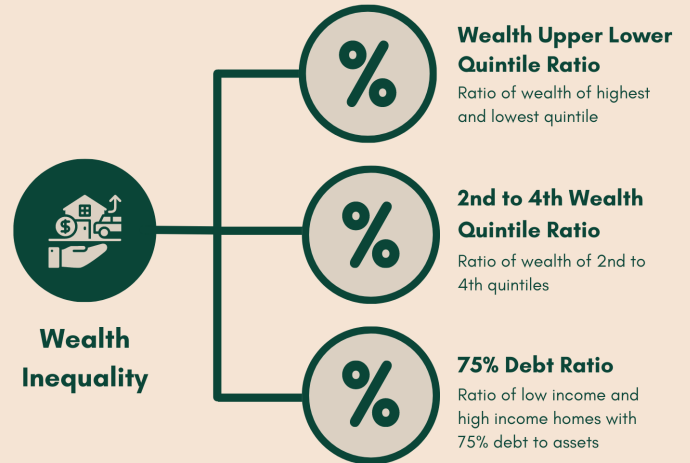 Wealth Upper Lower
Quintile Ratio
Ratio of wealth of highest
and lowest quintile
2nd to 4th Wealth
Quintile Ratio
Ratio of wealth of 2nd to
4th quintiles
Wealth
Inequality
75% Debt Ratio
Ratio of low income and
high income homes with
75% debt to assets